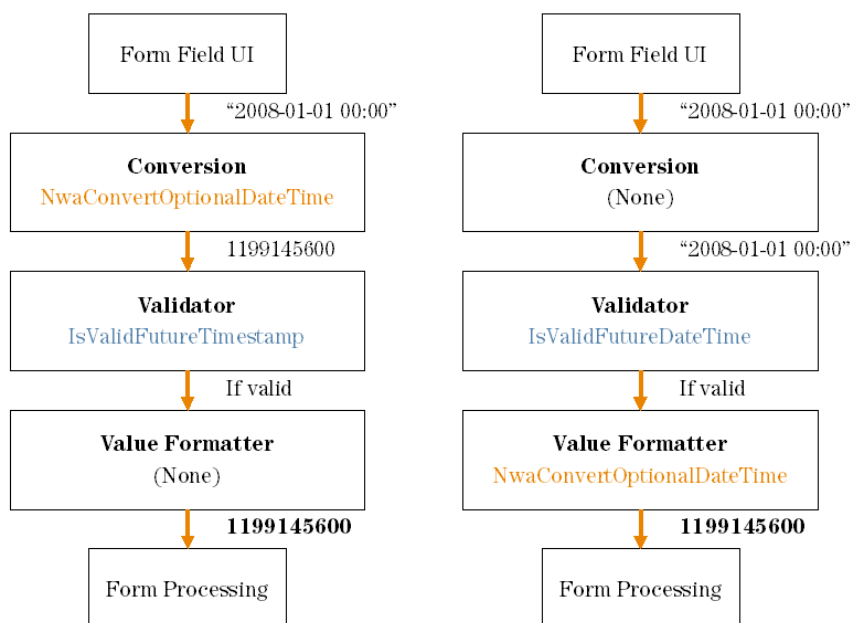 Form Field UI
“2008-01-01 00:00”
Conversion
NwaConvertOptionalDateTime
1199145600
Validator
IsValidFutureTimestamp
If valid
Value Formatter
(None)
1199145600
Form Processing
Form Field UI
“2008-01-01 00:00”
Conversion
(None)
“2008-01-01 00:00”
Validator
IsValidFutureDateTime
If valid
Value Formatter
NwaConvertOptionalDateTime
1199145600
Form Processing